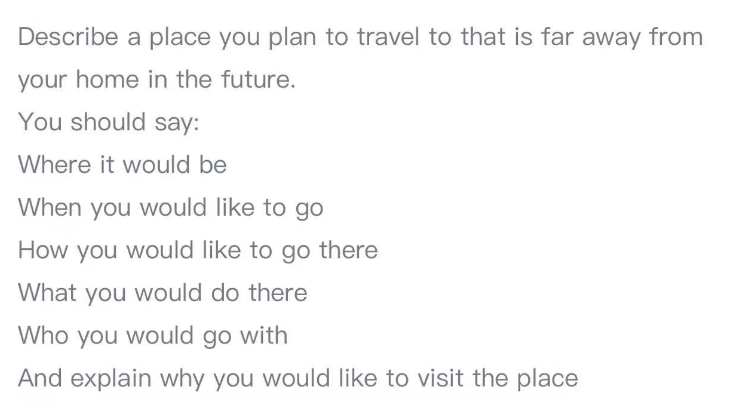 Describe a place you plan to travel to that is far away from
your home in the future.
You should say:
Where it would be
When you would like to go
How you would like to go there
What you would do there
Who you would go with
And explain why you would like to visit the place